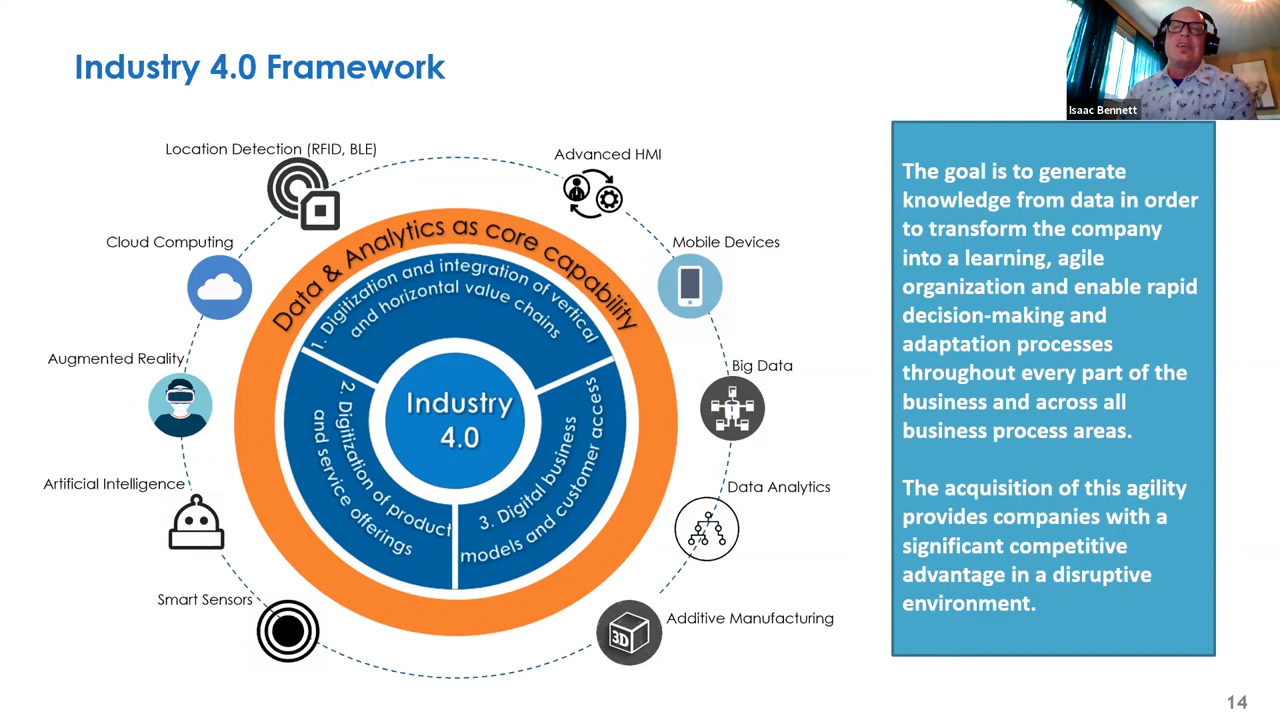 Industry 4.0 Framework
Isaac Bennett
Location Detection (RFID, BLE)
Advanced HMI
Cloud Computing
Mobile Devices
Augmented Reality
Big Data
Artificial Intelligence
Data Analytics
Smart Sensors
Additive Manufacturing
3D
Data & Analytics as core capability
1. Digitization and integration of vertical
and horizontal value chains
2. Digitization of product
and service offerings
3. Digital business
models and customer access
Industry
4.0
The goal is to generate
knowledge from data in order
to transform the company
into a learning, agile
organization and enable rapid
decision-making and
adaptation processes
throughout every part of the
business and across all
business process areas.
The acquisition of this agility
provides companies with a
significant competitive
advantage in a disruptive
environment.
14